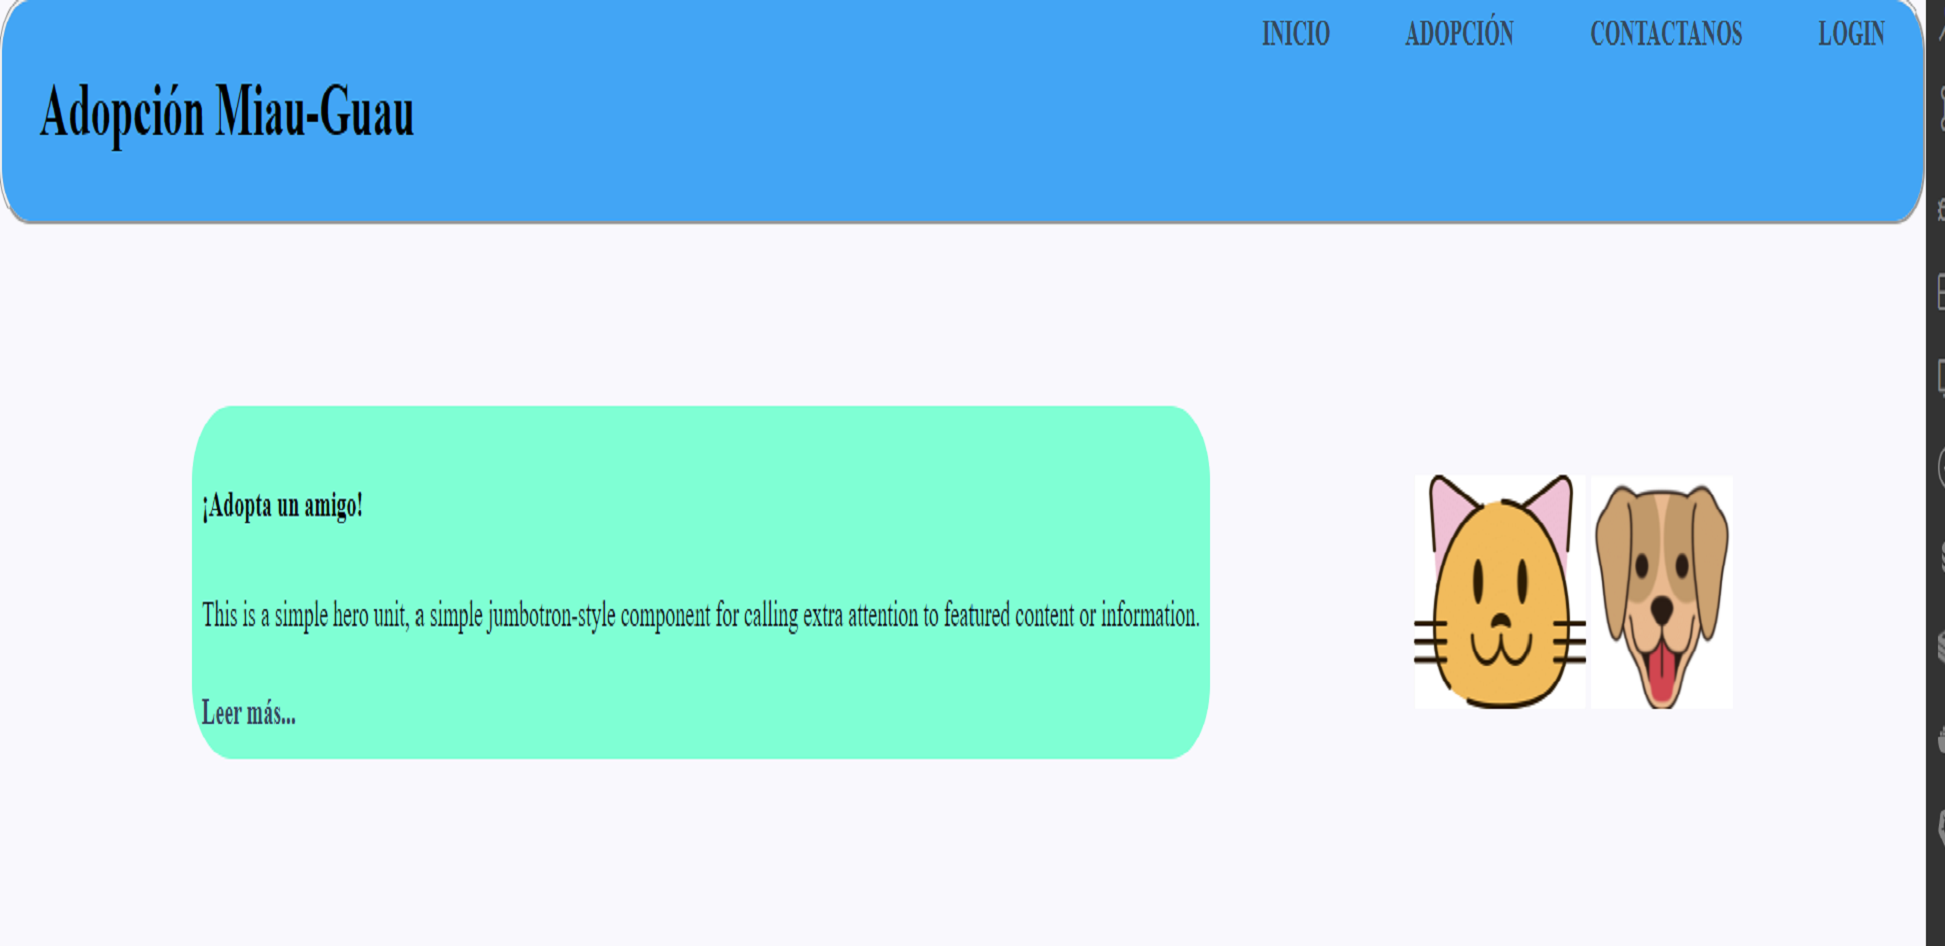 INICIO ADOPCIÓN CONTACTANOS LOGIN
Adopción Miau-Guau
¡Adopta un amigo!
This is a simple hero unit, a simple jumbotron-style component for calling extra attention to featured content or information.
Leer más...